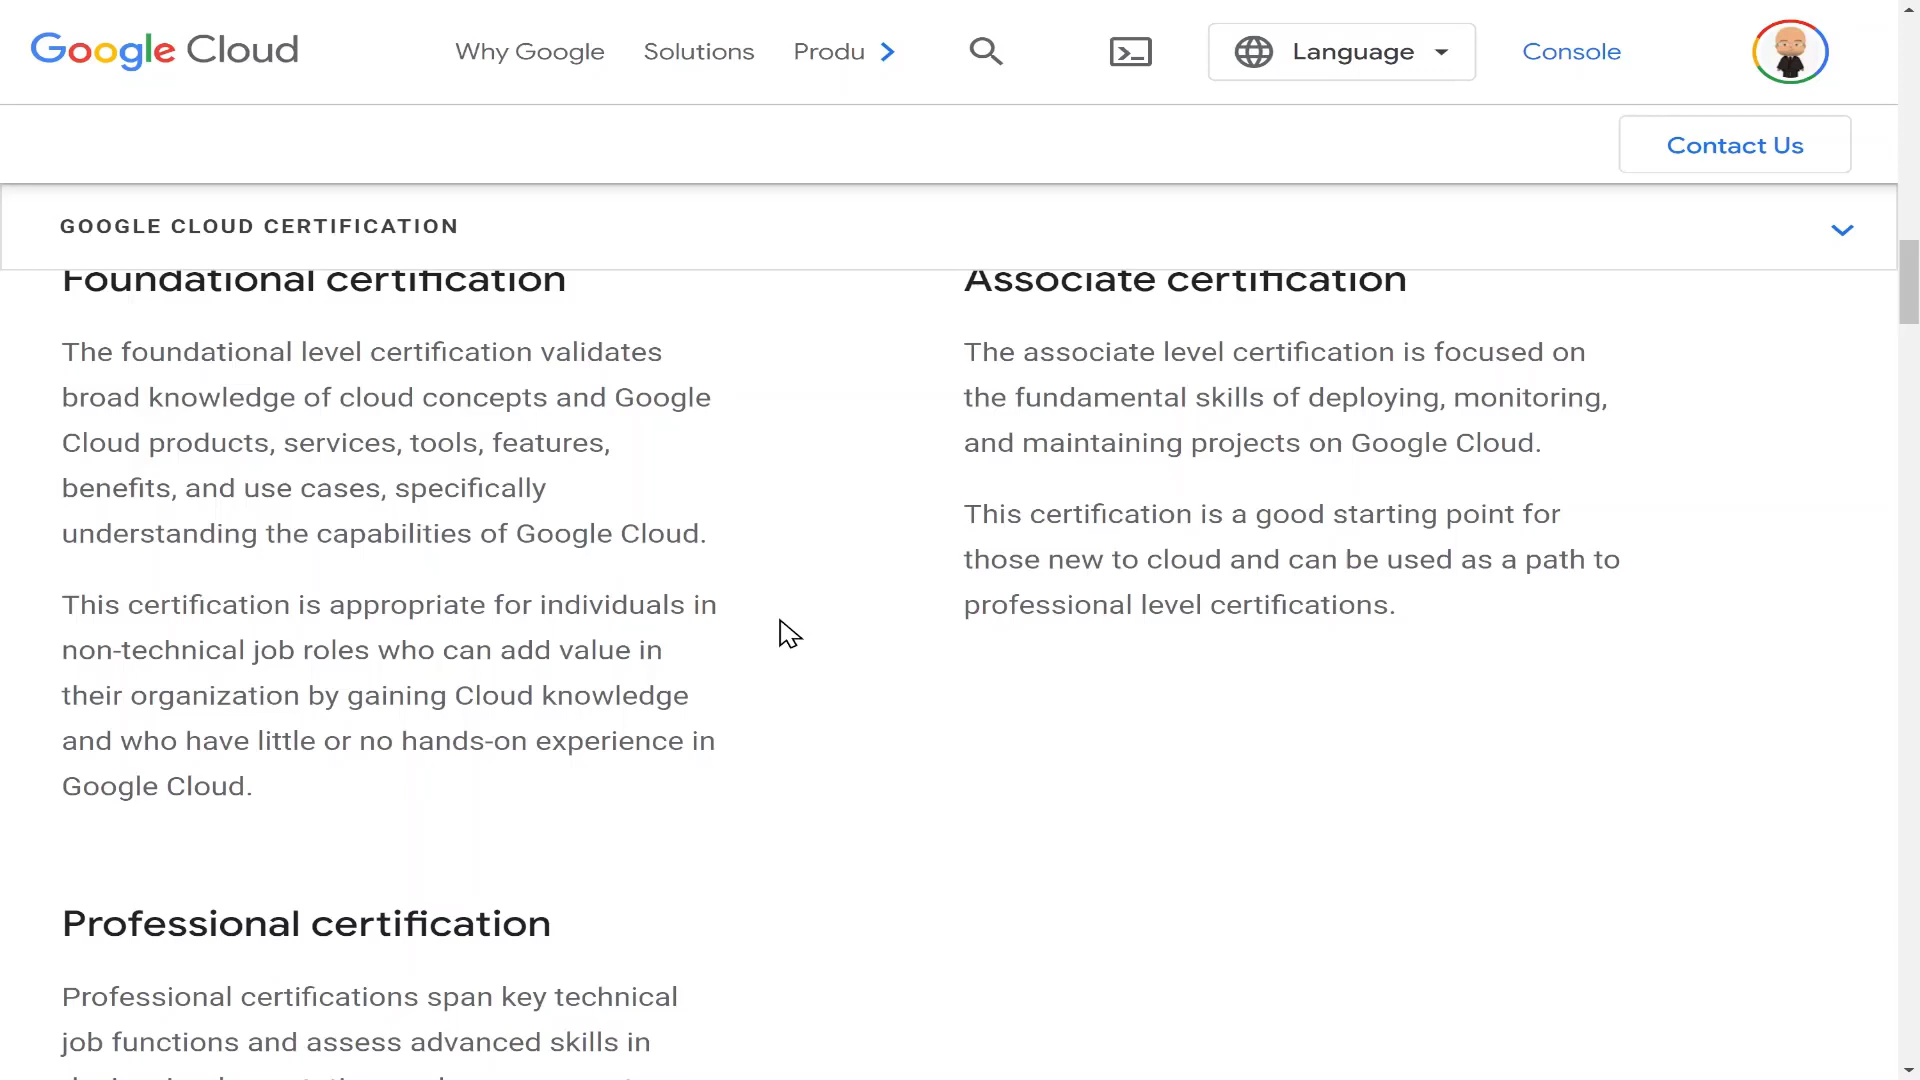 Google Cloud
Why Google
Solutions
Produ
Language
Console
Contact Us
GOOGLE CLOUD CERTIFICATION
Foundational certification
The foundational level certification validates
broad knowledge of cloud concepts and Google
Cloud products, services, tools, features,
benefits, and use cases, specifically
understanding the capabilities of Google Cloud.
This certification is appropriate for individuals in
non-technical job roles who can add value in
their organization by gaining Cloud knowledge
and who have little or no hands-on experience in
Google Cloud.
Associate certification
The associate level certification is focused on
the fundamental skills of deploying, monitoring,
and maintaining projects on Google Cloud.
This certification is a good starting point for
those new to cloud and can be used as a path to
professional level certifications.
Professional certification
Professional certifications span key technical
job functions and assess advanced skills in